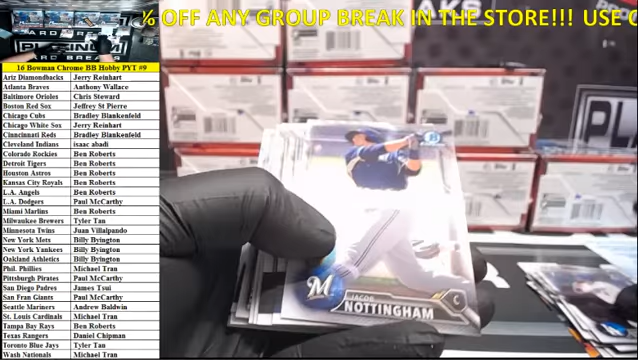 % OFF ANY GROUP BREAK IN THE STORE!!! USE
PLATINUM
CARD BREAKS
16 Bowman Chrome BB Hobby PYT #9
Ariz Diamondbacks Jerry Reinhart
Atlanta Braves Anthony Wallace
Baltimore Orioles Chris Steward
Boston Red Sox Jeffrey St Pierre
Chicago Cubs Bradley Blankenfeld
Chicago White Sox Jerry Reinhart
Cincinnati Reds Bradley Blankenfeld
Cleveland Indians isaac abadi
Colorado Rockies Ben Roberts
Detroit Tigers Ben Roberts
Houston Astros Ben Roberts
Kansas City Royals Ben Roberts
L.A. Angels Ben Roberts
L.A. Dodgers Paul McCarthy
Miami Marlins Ben Roberts
Milwaukee Brewers Tyler Tan
Minnesota Twins Juan Villalpando
New York Mets Billy Byington
New York Yankees Billy Byington
Oakland Athletics Billy Byington
Phil. Phillies Michael Tran
Pittsburgh Pirates Paul McCarthy
San Diego Padres James Tsui
San Fran Giants Paul McCarthy
Seattle Mariners Andrew Baldwin
St. Louis Cardinals Michael Tran
Tampa Bay Rays Ben Roberts
Texas Rangers Daniel Chipman
Toronto Blue Jays Tyler Tan
Wash Nationals Michael Tran
JACOB
NOTTINGHAM
C
M
PL